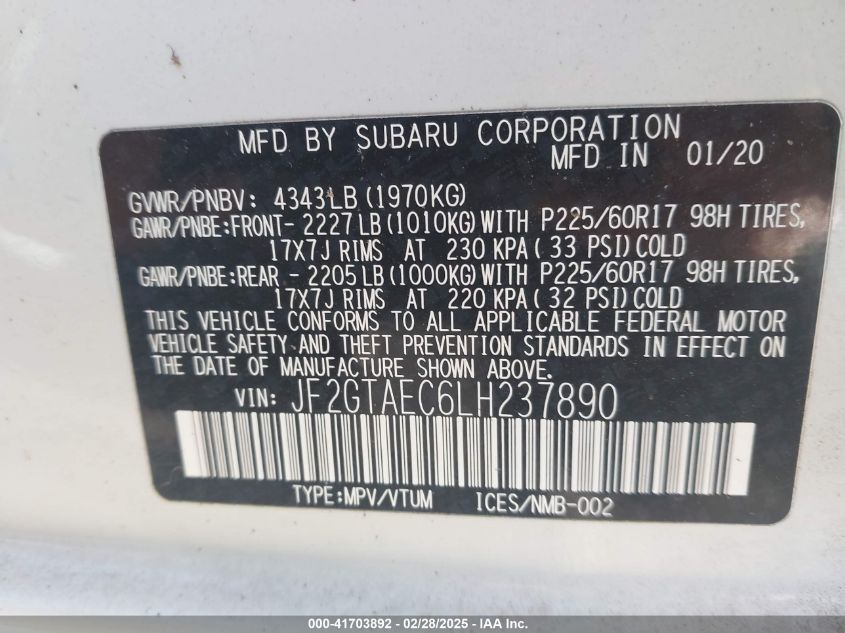 MFD BY SUBARU CORPORATION
MFD IN 01/20
GVWR/PNBV: 4343LB(1970KG)
GAWR/PNBE:FRONT- 2227LB(1010KG)WITH P225/60R17 98H TIRES,
17X7J RIMS AT 230 KPA( 33 PSI)COLD
GAWR/PNBE:REAR - 2205LB(1000KG)WITH P225/60R17 98H TIRES,
17X7J RIMS AT 220 KPA( 32 PSI)COLD
THIS VEHICLE CONFORMS TO ALL APPLICABLE FEDERAL MOTOR
VEHICLE SAFETY AND THEFT PREVENTION STANDARDS IN EFFECT ON
THE DATE OF MANUFACTURE SHOWN ABOVE.
VIN: JF2GTAEC6LH237890
TYPE:MPV/VTUM ICES/NMB-002
000-41703892 - 02/28/2025 - IAA Inc.